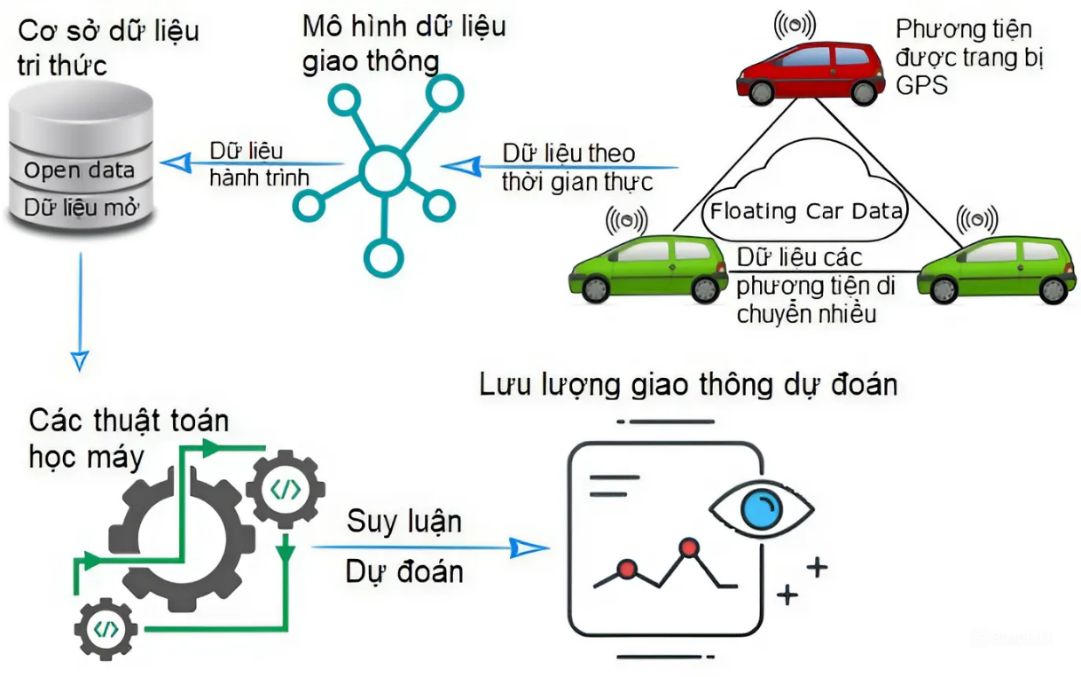 Cơ sở dữ liệu
tri thức
Mô hình dữ liệu
giao thông
Phương tiện
được trang bị
GPS
Open data
Dữ liệu mở
Dữ liệu
hành trình
Dữ liệu theo
thời gian thực
Floating Car Data
Dữ liệu các
phương tiện di
chuyển nhiều
Các thuật toán
học máy
</>
</>
Suy luận
Dự đoán
Lưu lượng giao thông dự đoán